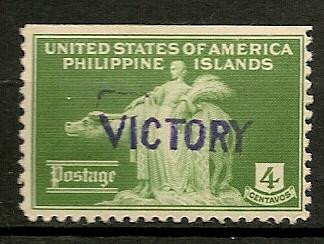 UNITED STATES OF AMERICA
PHILIPPINE ISLANDS
VICTORY
Postage
4
CENTAVOS